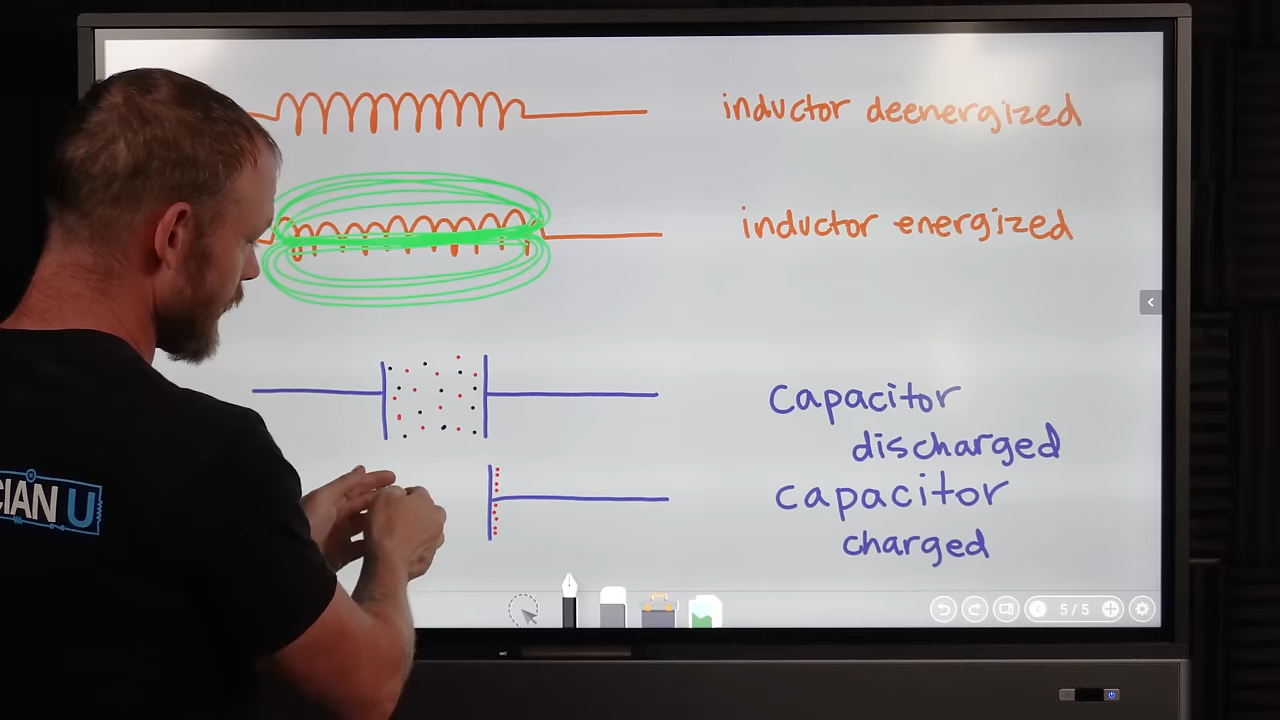 inductor deenergized
inductor energized
Capacitor
discharged
capacitor
charged
CIAN U
5/5